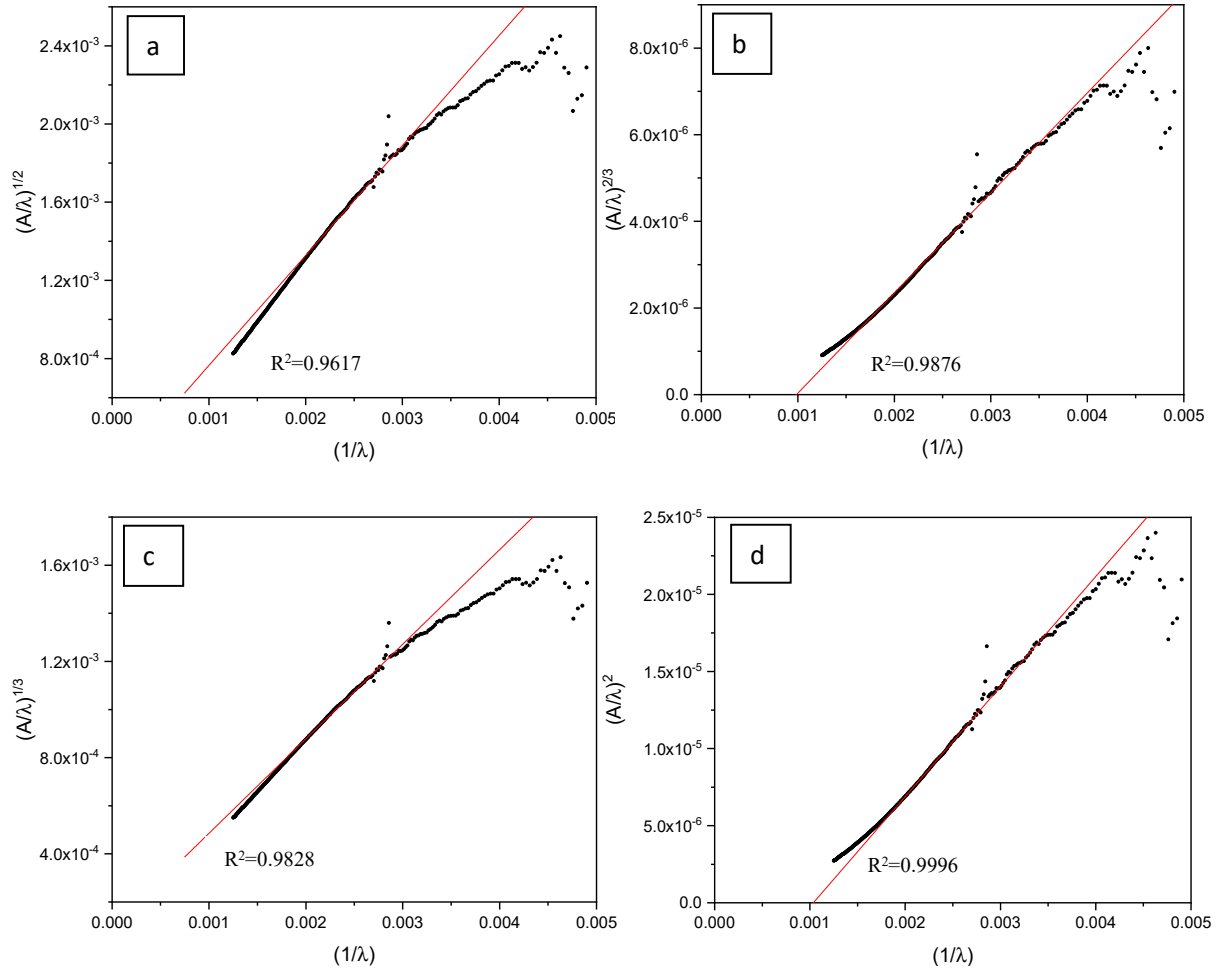 a
2.4x10⁻³
2.0x10⁻³
1.6x10⁻³
1.2x10⁻³
8.0x10⁻⁴
(A/λ)^1/2
R²=0.9617
0.000 0.001 0.002 0.003 0.004 0.005
(1/λ)
b
8.0x10⁻⁶
6.0x10⁻⁶
4.0x10⁻⁶
2.0x10⁻⁶
0.0
(A/λ)^2/3
R²=0.9876
0.000 0.001 0.002 0.003 0.004 0.005
(1/λ)
c
1.6x10⁻³
1.2x10⁻³
8.0x10⁻⁴
4.0x10⁻⁴
(A/λ)^1/3
R²=0.9828
0.000 0.001 0.002 0.003 0.004 0.005
(1/λ)
d
2.5x10⁻⁵
2.0x10⁻⁵
1.5x10⁻⁵
1.0x10⁻⁵
5.0x10⁻⁶
0.0
(A/λ)²
R²=0.9996
0.000 0.001 0.002 0.003 0.004 0.005
(1/λ)